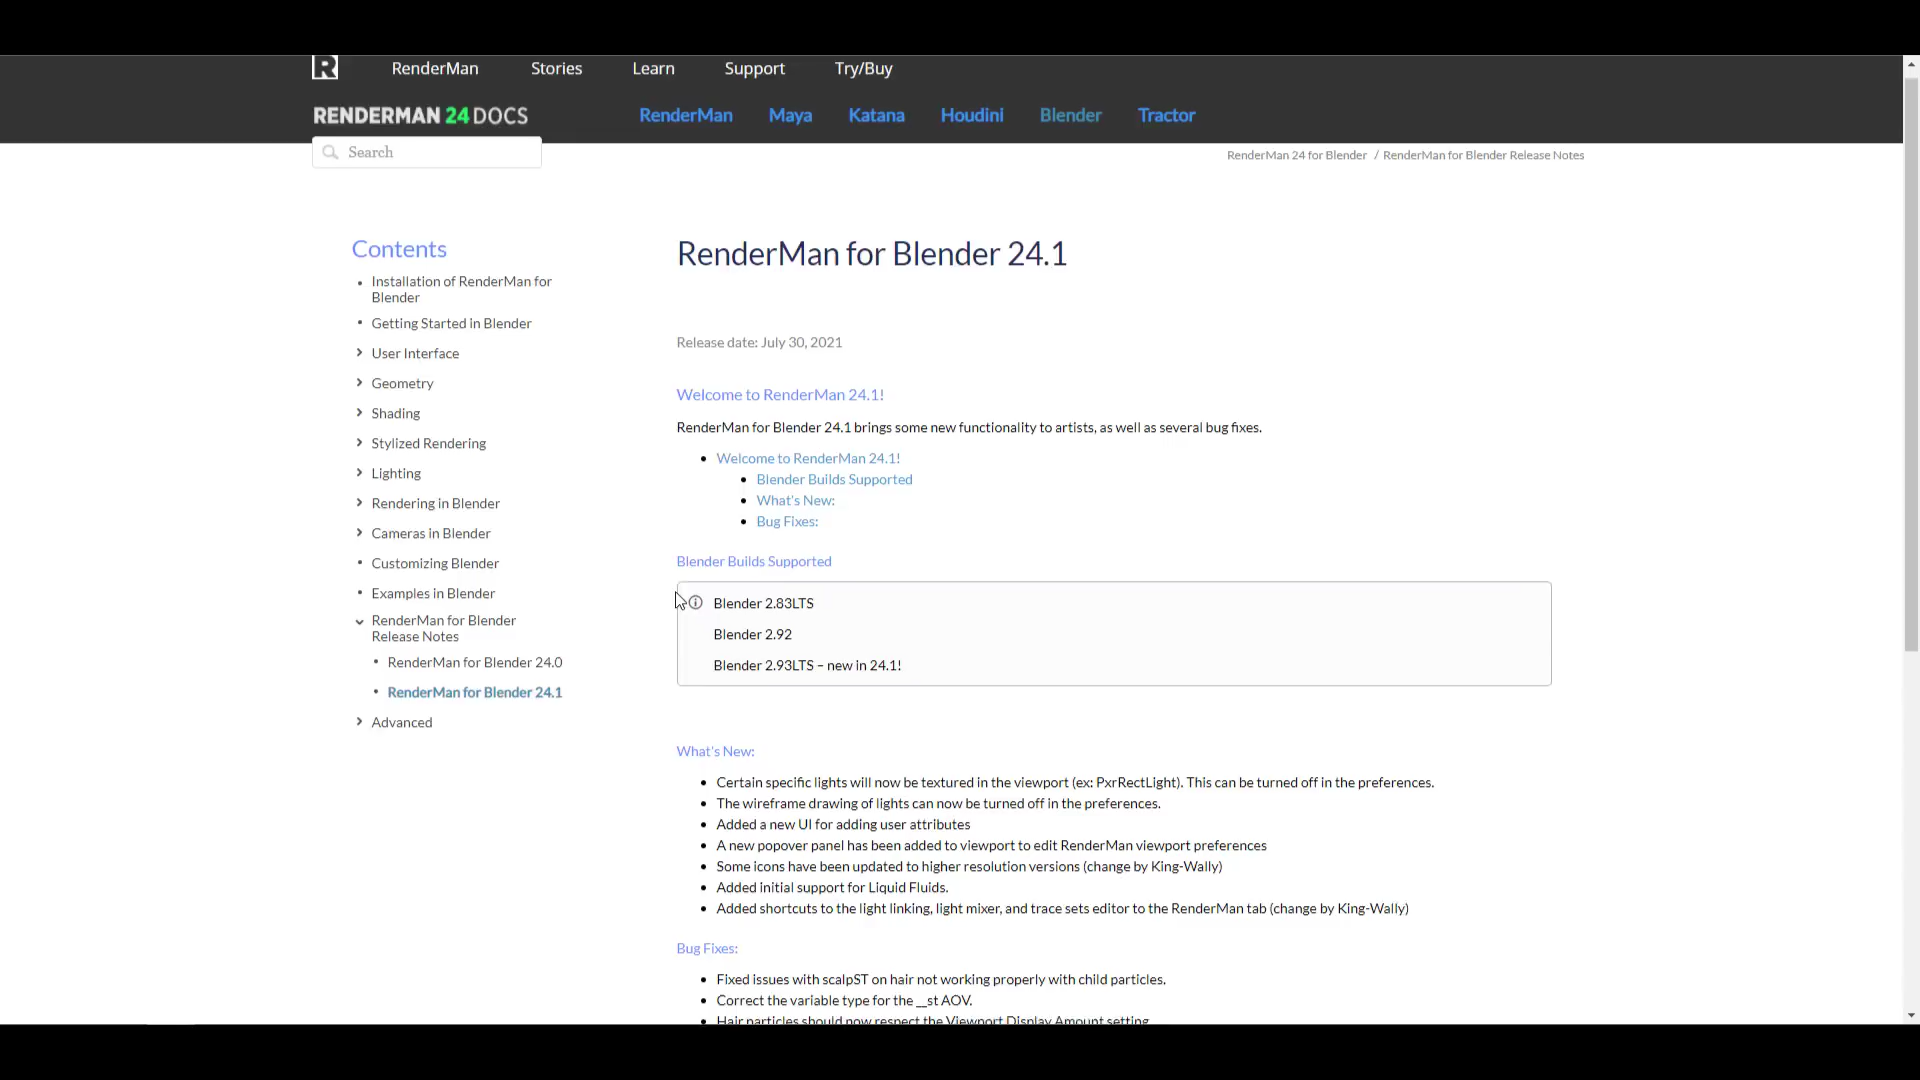 R RenderMan Stories Learn Support Try/Buy
RENDERMAN 24 DOCS RenderMan Maya Katana Houdini Blender Tractor
Search
RenderMan 24 for Blender / RenderMan for Blender Release Notes
Contents
Installation of RenderMan for
Blender
Getting Started in Blender
User Interface
Geometry
Shading
Stylized Rendering
Lighting
Rendering in Blender
Cameras in Blender
Customizing Blender
Examples in Blender
RenderMan for Blender
Release Notes
RenderMan for Blender 24.0
RenderMan for Blender 24.1
Advanced
RenderMan for Blender 24.1
Release date: July 30, 2021
Welcome to RenderMan 24.1!
RenderMan for Blender 24.1 brings some new functionality to artists, as well as several bug fixes.
Welcome to RenderMan 24.1!
Blender Builds Supported
What's New:
Bug Fixes:
Blender Builds Supported
Blender 2.83LTS
Blender 2.92
Blender 2.93LTS – new in 24.1!
What's New:
Certain specific lights will now be textured in the viewport (ex: PxrRectLight). This can be turned off in the preferences.
The wireframe drawing of lights can now be turned off in the preferences.
Added a new UI for adding user attributes
A new popover panel has been added to viewport to edit RenderMan viewport preferences
Some icons have been updated to higher resolution versions (change by King-Wally)
Added initial support for Liquid Fluids.
Added shortcuts to the light linking, light mixer, and trace sets editor to the RenderMan tab (change by King-Wally)
Bug Fixes:
Fixed issues with scalpST on hair not working properly with child particles.
Correct the variable type for the __st AOV.
Hair particles should now respect the Viewport Display Amount setting